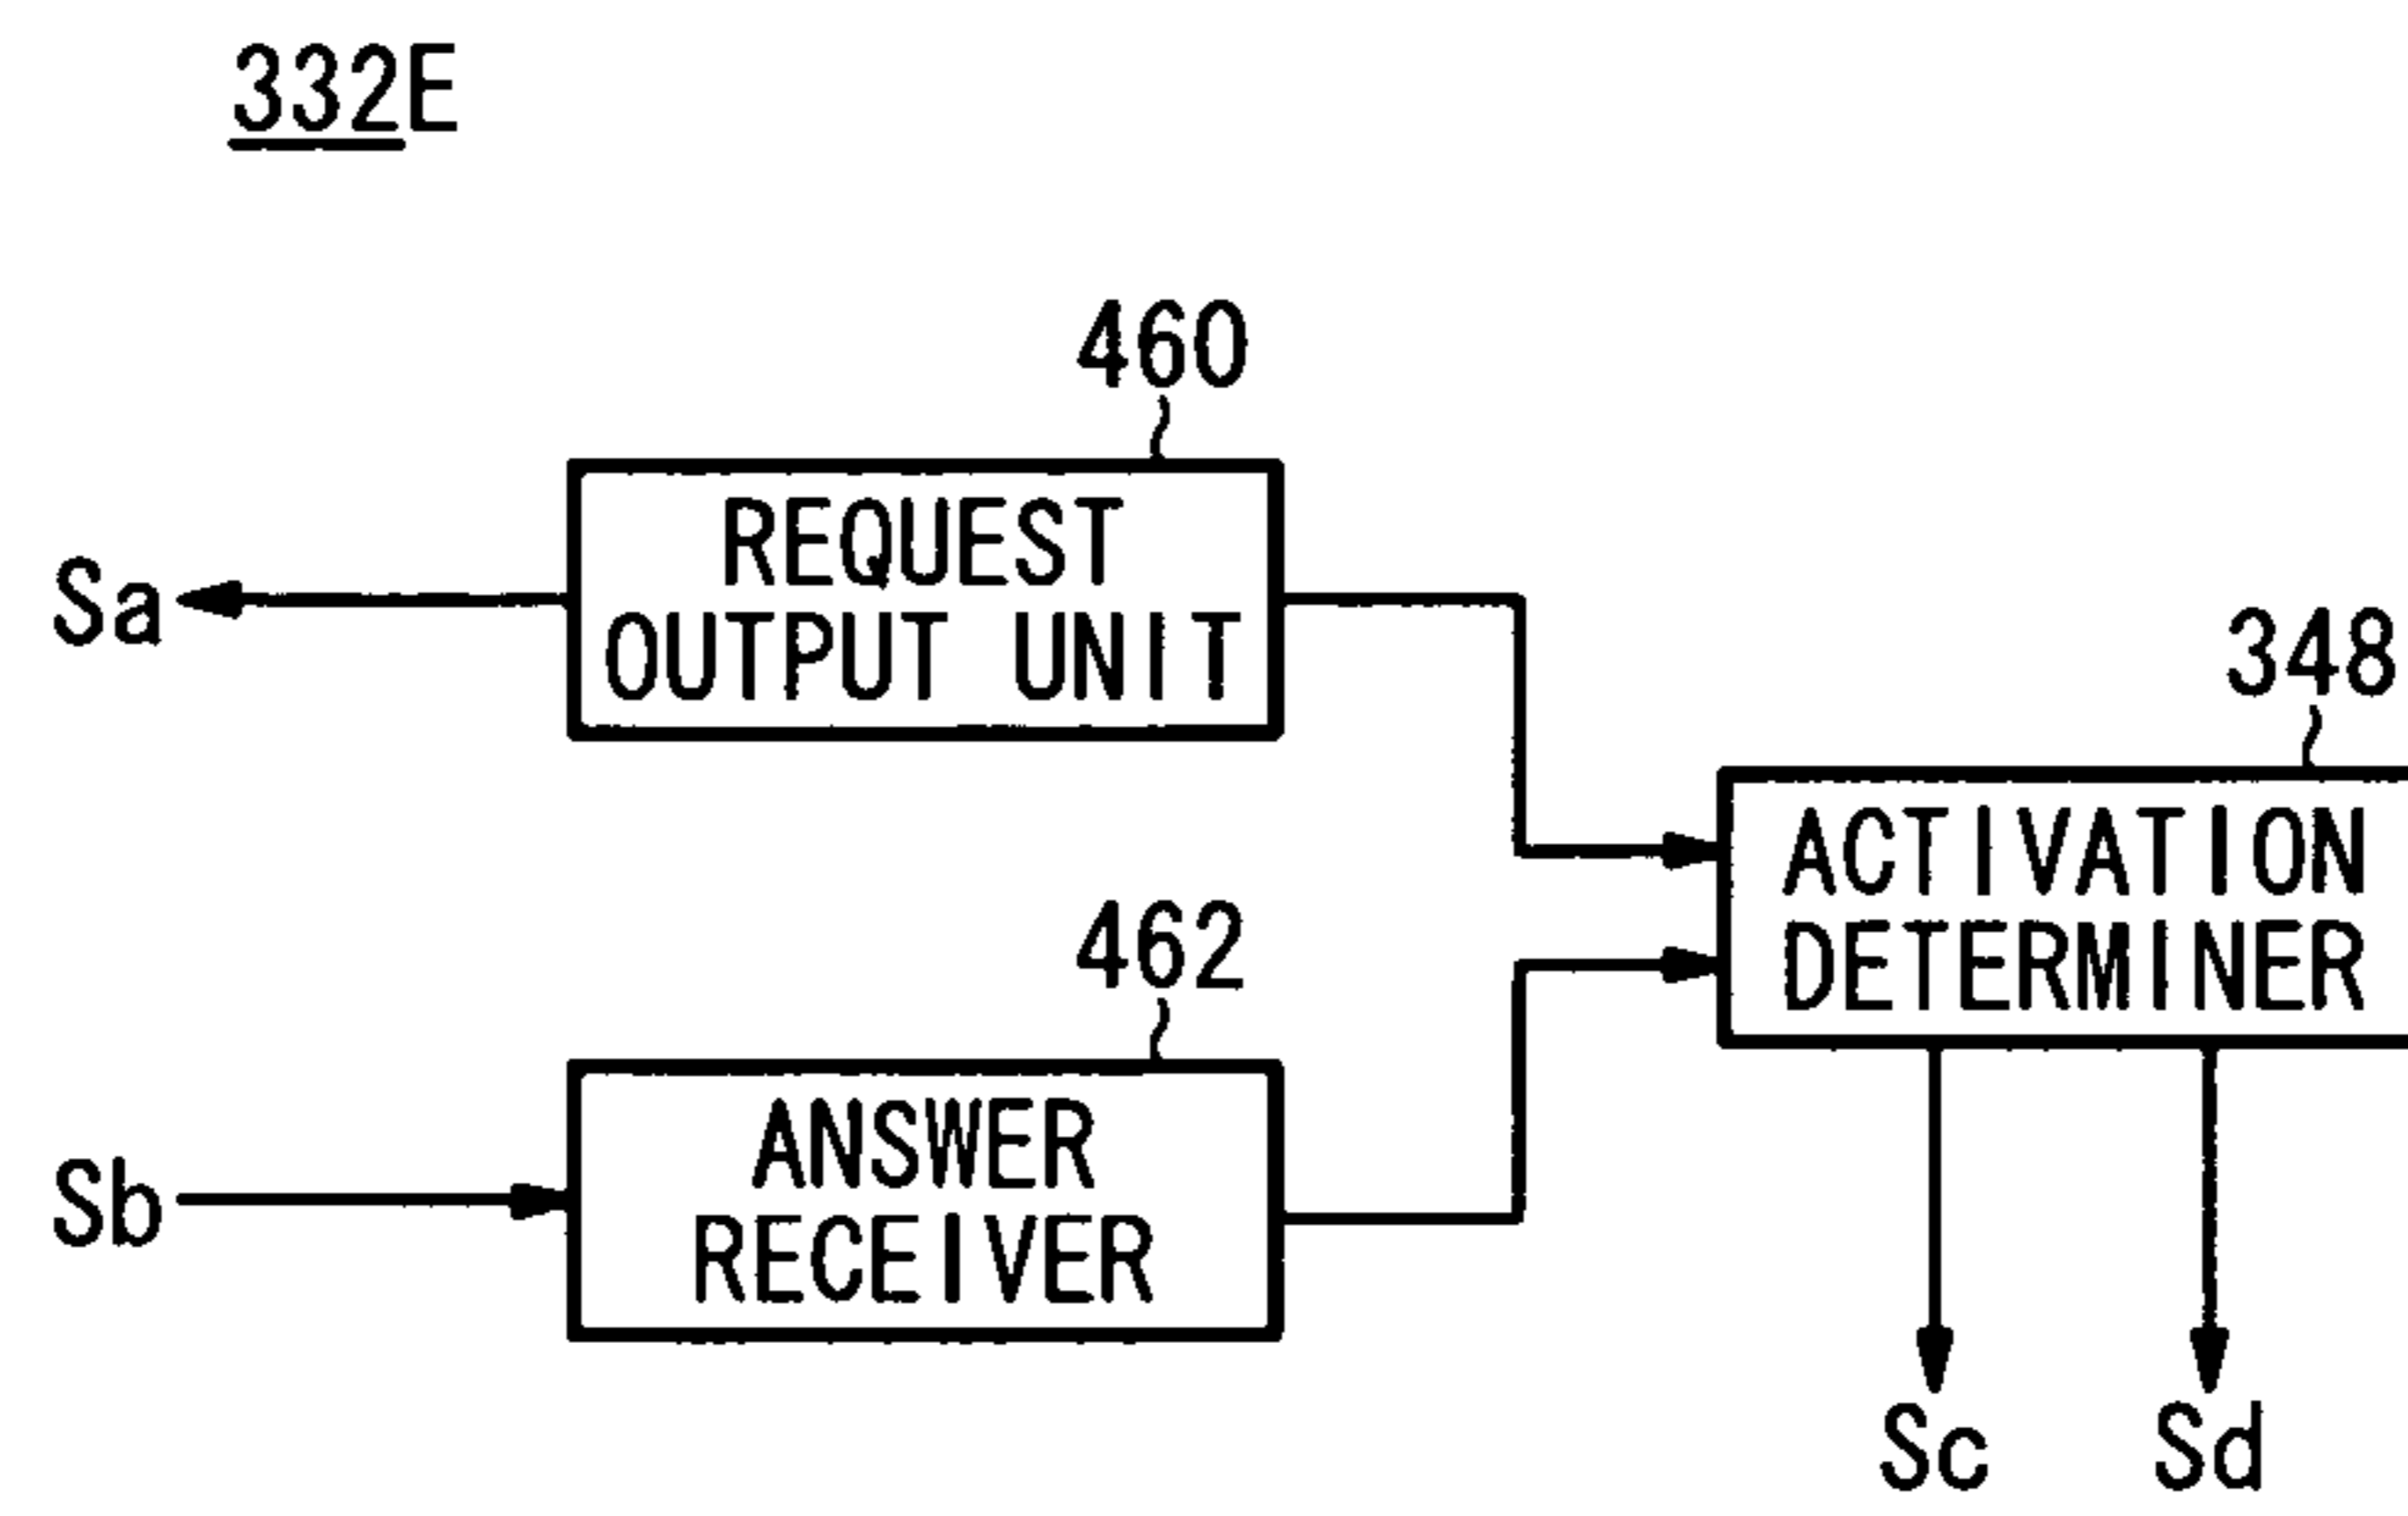 332E
460
REQUEST
OUTPUT UNIT
Sa
348
ACTIVATION
DETERMINER
462
ANSWER
RECEIVER
Sb
Sc
Sd